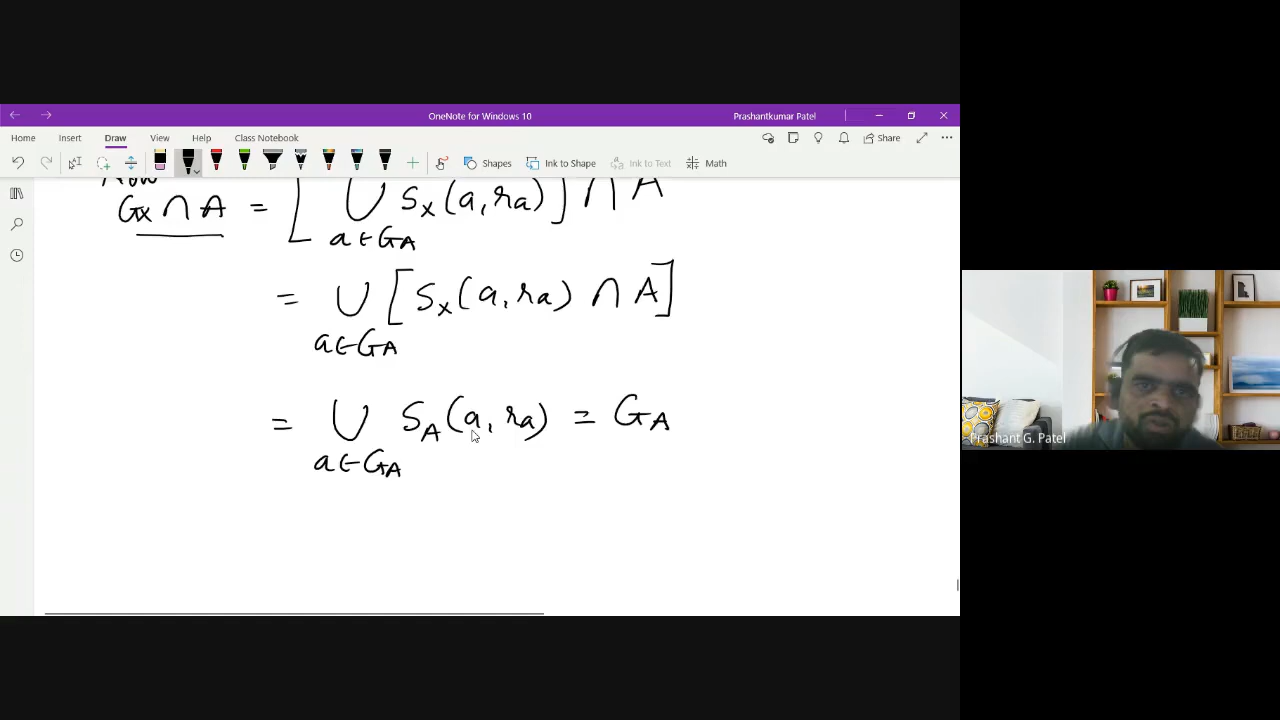 OneNote for Windows 10
Prashantkumar Patel
Home Insert Draw View Help Class Notebook
Share
Shapes Ink to Shape Ink to Text Math
Now
Gx ∩ A = [ ∪ Sx(a, ra) ] ∩ A
a∈GA
= ∪ [ Sx(a, ra) ∩ A ]
a∈GA
= ∪ SA(a, ra) = GA
a∈GA
Prashant G. Patel